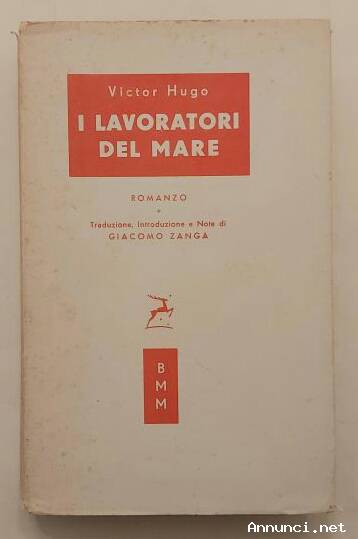 Victor Hugo
I LAVORATORI
DEL MARE
ROMANZO
Traduzione, Introduzione e Note di
GIACOMO ZANGA
B
M
M
Annunci.net